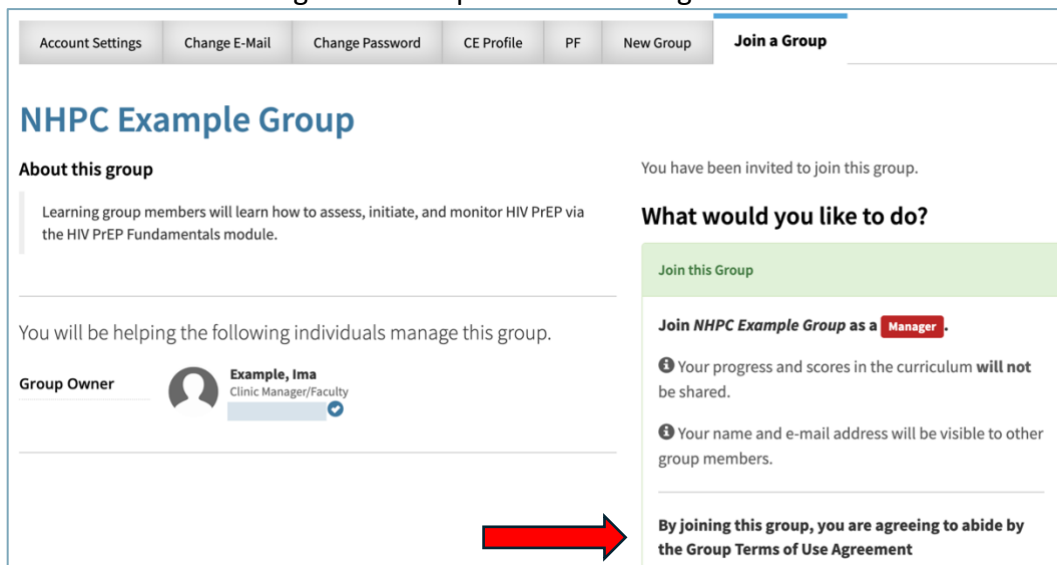 Account Settings Change E-Mail Change Password CE Profile PF New Group Join a Group
NHPC Example Group
About this group
Learning group members will learn how to assess, initiate, and monitor HIV PrEP via
the HIV PrEP Fundamentals module.
You will be helping the following individuals manage this group.
Group Owner
Example, Ima
Clinic Manager/Faculty
You have been invited to join this group.
What would you like to do?
Join this Group
Join NHPC Example Group as a Manager .
Your progress and scores in the curriculum will not
be shared.
Your name and e-mail address will be visible to other
group members.
By joining this group, you are agreeing to abide by
the Group Terms of Use Agreement